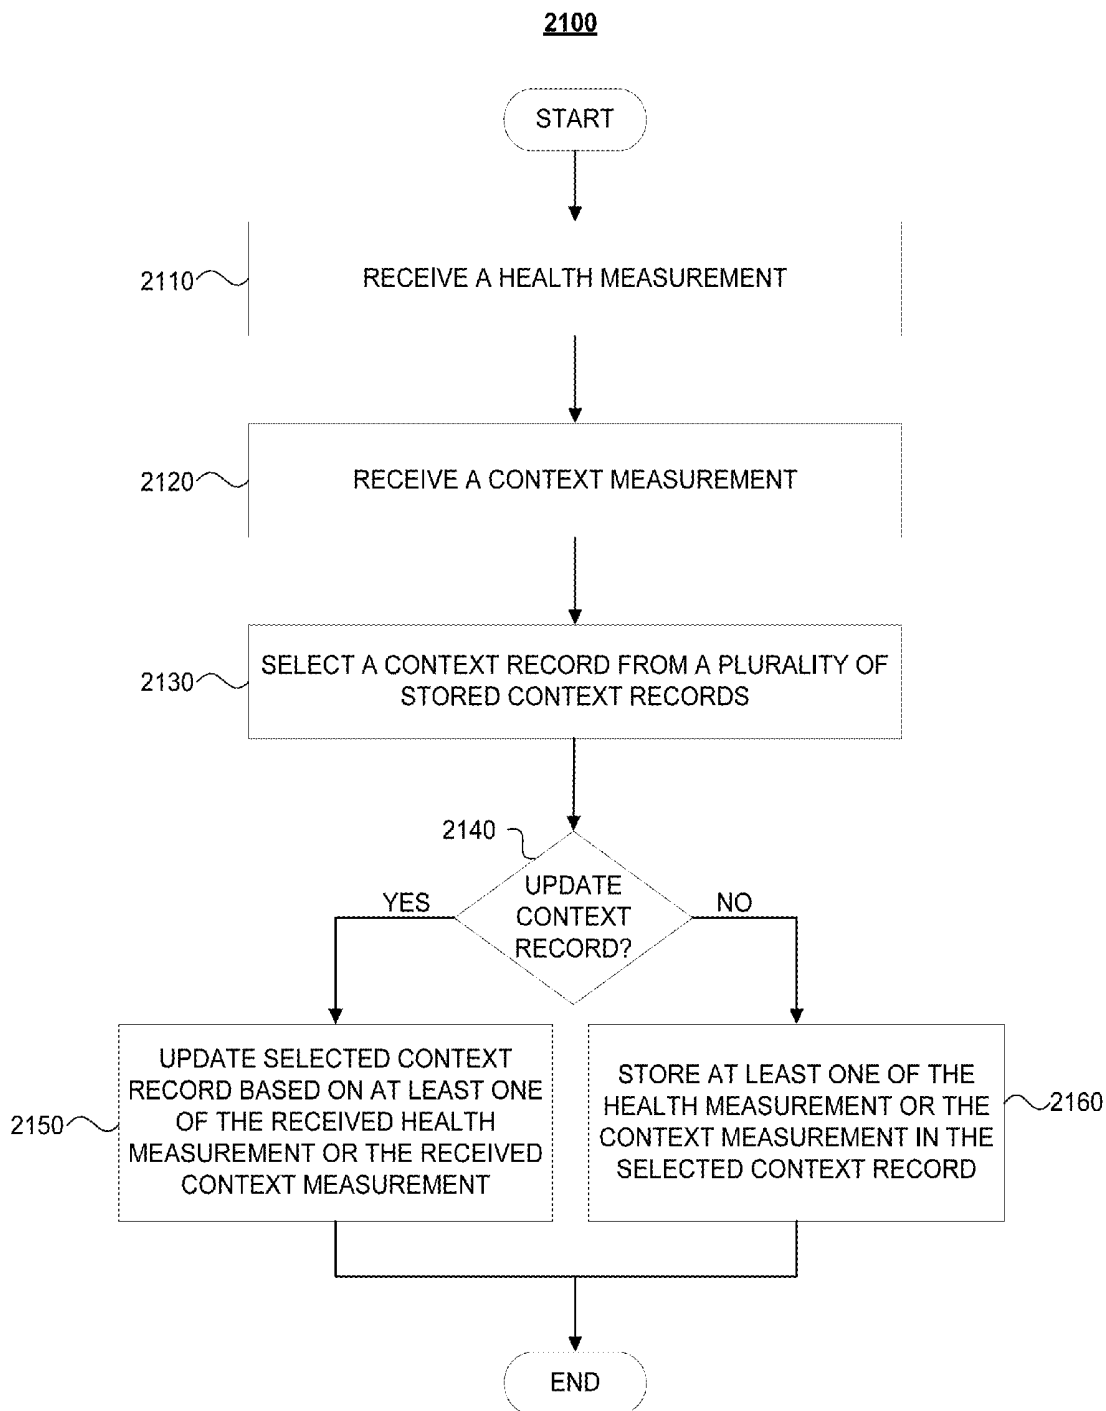 2100
START
2110
RECEIVE A HEALTH MEASUREMENT
2120
RECEIVE A CONTEXT MEASUREMENT
2130
SELECT A CONTEXT RECORD FROM A PLURALITY OF
STORED CONTEXT RECORDS
2140
UPDATE
CONTEXT
RECORD?
YES
NO
2150
UPDATE SELECTED CONTEXT
RECORD BASED ON AT LEAST ONE
OF THE RECEIVED HEALTH
MEASUREMENT OR THE RECEIVED
CONTEXT MEASUREMENT
STORE AT LEAST ONE OF THE
HEALTH MEASUREMENT OR THE
CONTEXT MEASUREMENT IN THE
SELECTED CONTEXT RECORD
2160
END